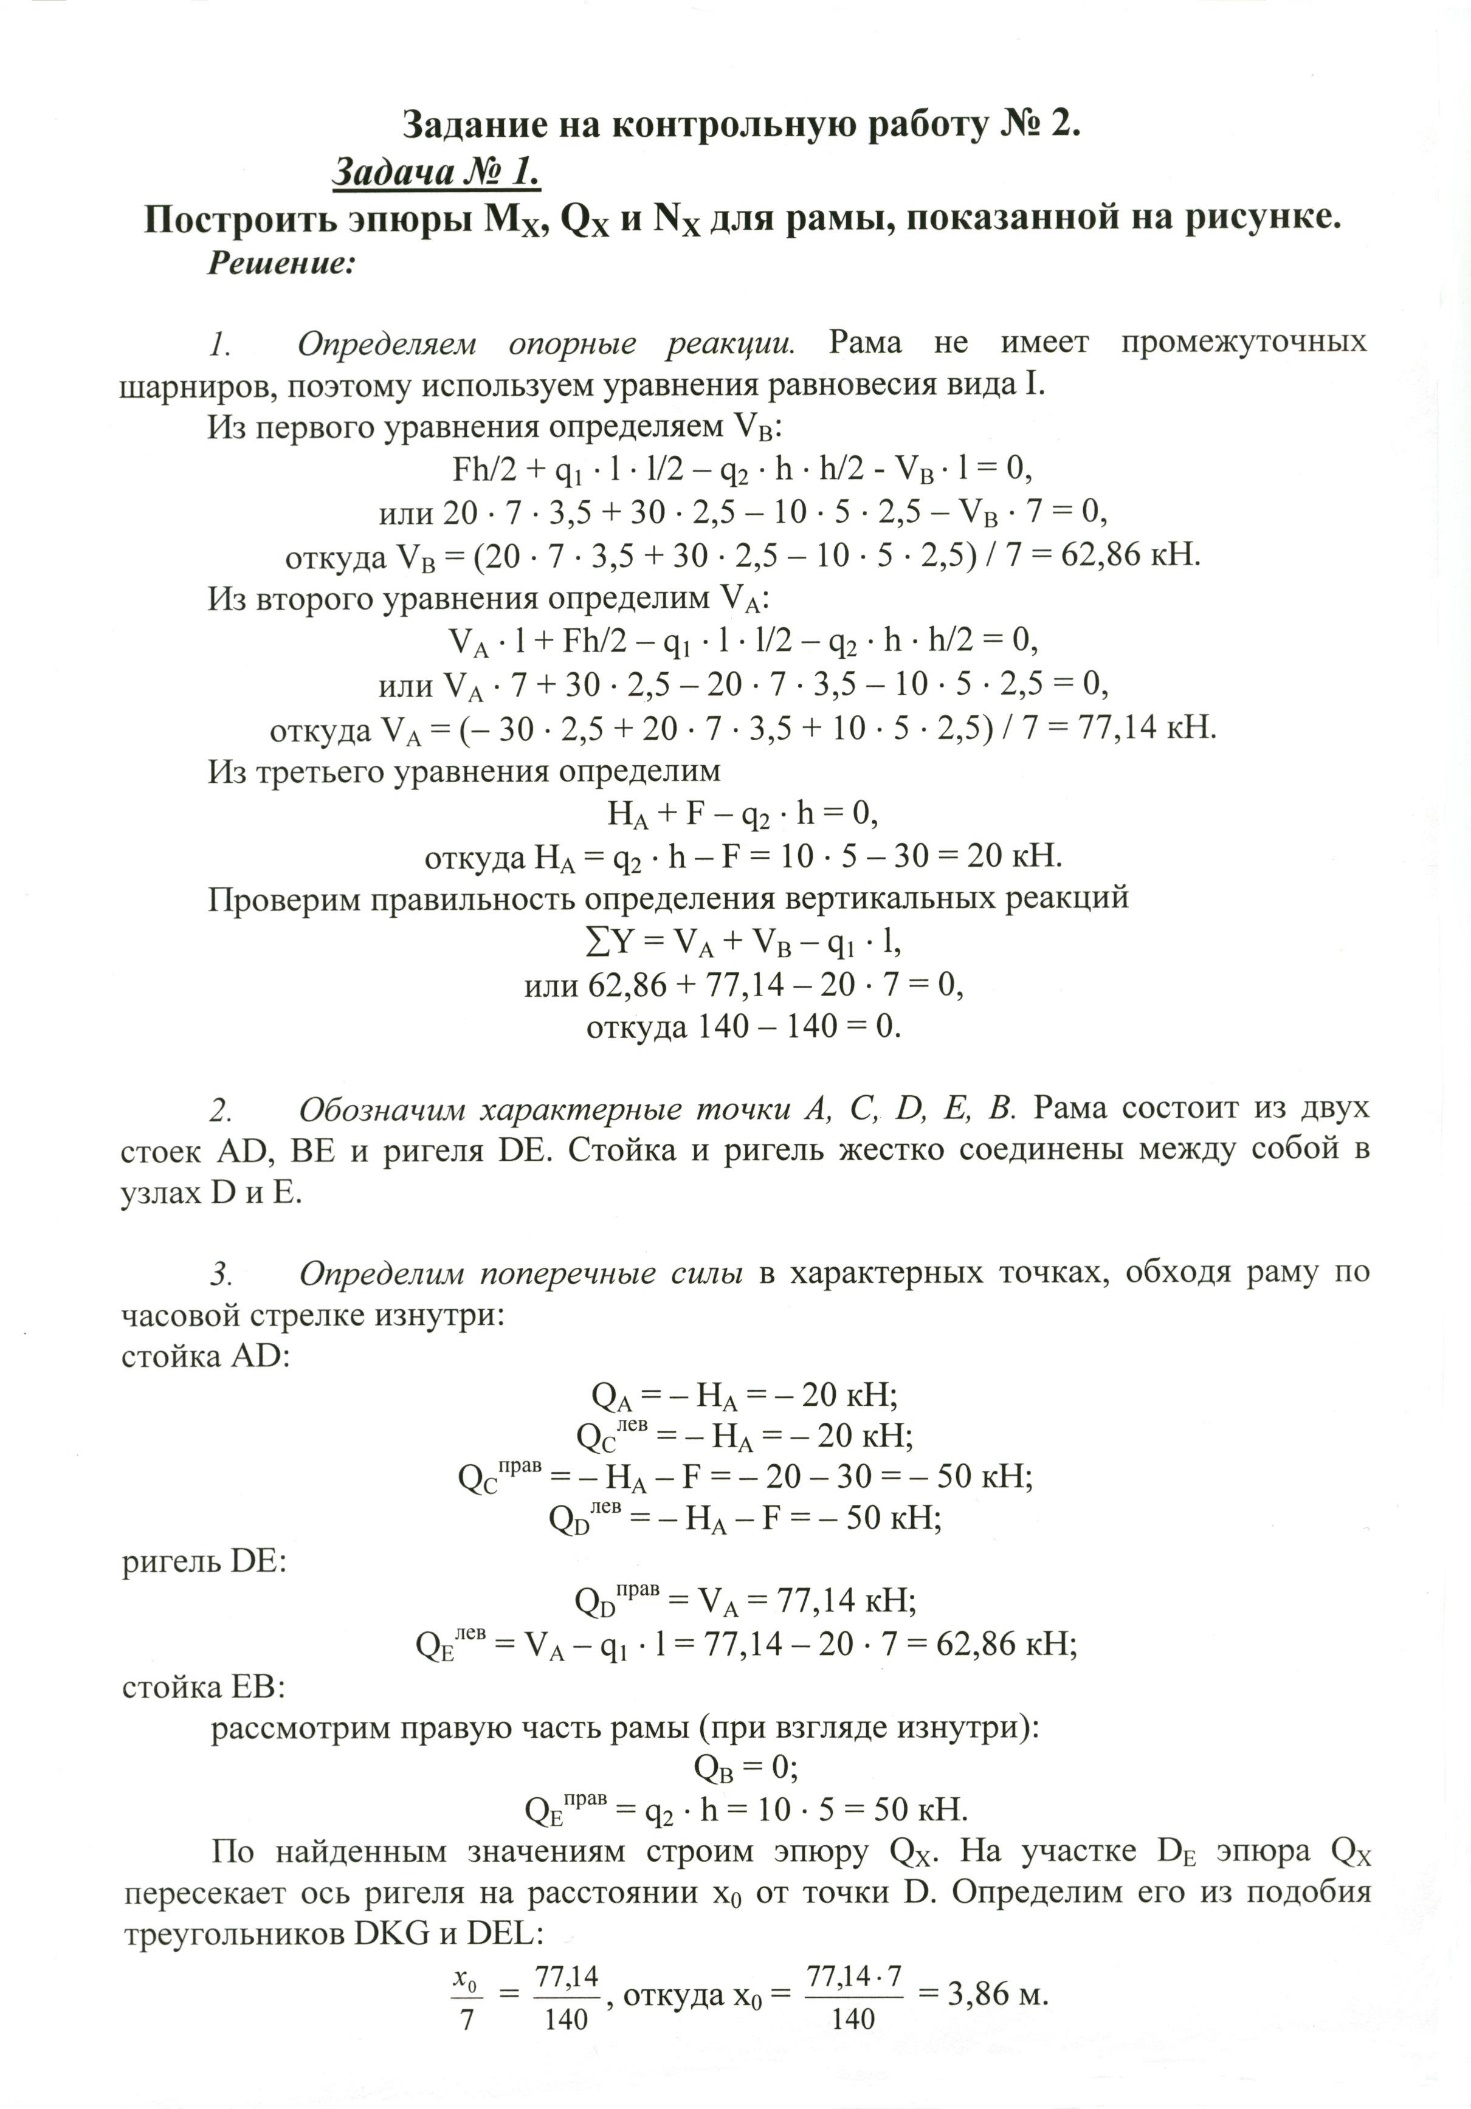 Задание на контрольную работу № 2.
Задача № 1.
Построить эпюры Mₓ, Qₓ и Nₓ для рамы, показанной на рисунке.
Решение:
1. Определяем опорные реакции. Рама не имеет промежуточных
шарниров, поэтому используем уравнения равновесия вида I.
Из первого уравнения определяем V_B:
Fh/2 + q₁ · l · l/2 – q₂ · h · h/2 - V_B · l = 0,
или 20 · 7 · 3,5 + 30 · 2,5 – 10 · 5 · 2,5 – V_B · 7 = 0,
откуда V_B = (20 · 7 · 3,5 + 30 · 2,5 – 10 · 5 · 2,5) / 7 = 62,86 кН.
Из второго уравнения определим V_A:
V_A · l + Fh/2 – q₁ · l · l/2 – q₂ · h · h/2 = 0,
или V_A · 7 + 30 · 2,5 – 20 · 7 · 3,5 – 10 · 5 · 2,5 = 0,
откуда V_A = (– 30 · 2,5 + 20 · 7 · 3,5 + 10 · 5 · 2,5) / 7 = 77,14 кН.
Из третьего уравнения определим
H_A + F – q₂ · h = 0,
откуда H_A = q₂ · h – F = 10 · 5 – 30 = 20 кН.
Проверим правильность определения вертикальных реакций
∑Y = V_A + V_B – q₁ · l,
или 62,86 + 77,14 – 20 · 7 = 0,
откуда 140 – 140 = 0.
2. Обозначим характерные точки A, C, D, E, B. Рама состоит из двух
стоек AD, BE и ригеля DE. Стойка и ригель жестко соединены между собой в
узлах D и E.
3. Определим поперечные силы в характерных точках, обходя раму по
часовой стрелке изнутри:
стойка AD:
Q_A = – H_A = – 20 кН;
Q_C^лев = – H_A = – 20 кН;
Q_C^прав = – H_A – F = – 20 – 30 = – 50 кН;
Q_D^лев = – H_A – F = – 50 кН;
ригель DE:
Q_D^прав = V_A = 77,14 кН;
Q_E^лев = V_A – q₁ · l = 77,14 – 20 · 7 = 62,86 кН;
стойка EB:
рассмотрим правую часть рамы (при взгляде изнутри):
Q_B = 0;
Q_E^прав = q₂ · h = 10 · 5 = 50 кН.
По найденным значениям строим эпюру Qₓ. На участке D_E эпюра Qₓ
пересекает ось ригеля на расстоянии x₀ от точки D. Определим его из подобия
треугольников DKG и DEL:
x₀/7 = 77,14/140, откуда x₀ = 77,14·7/140 = 3,86 м.